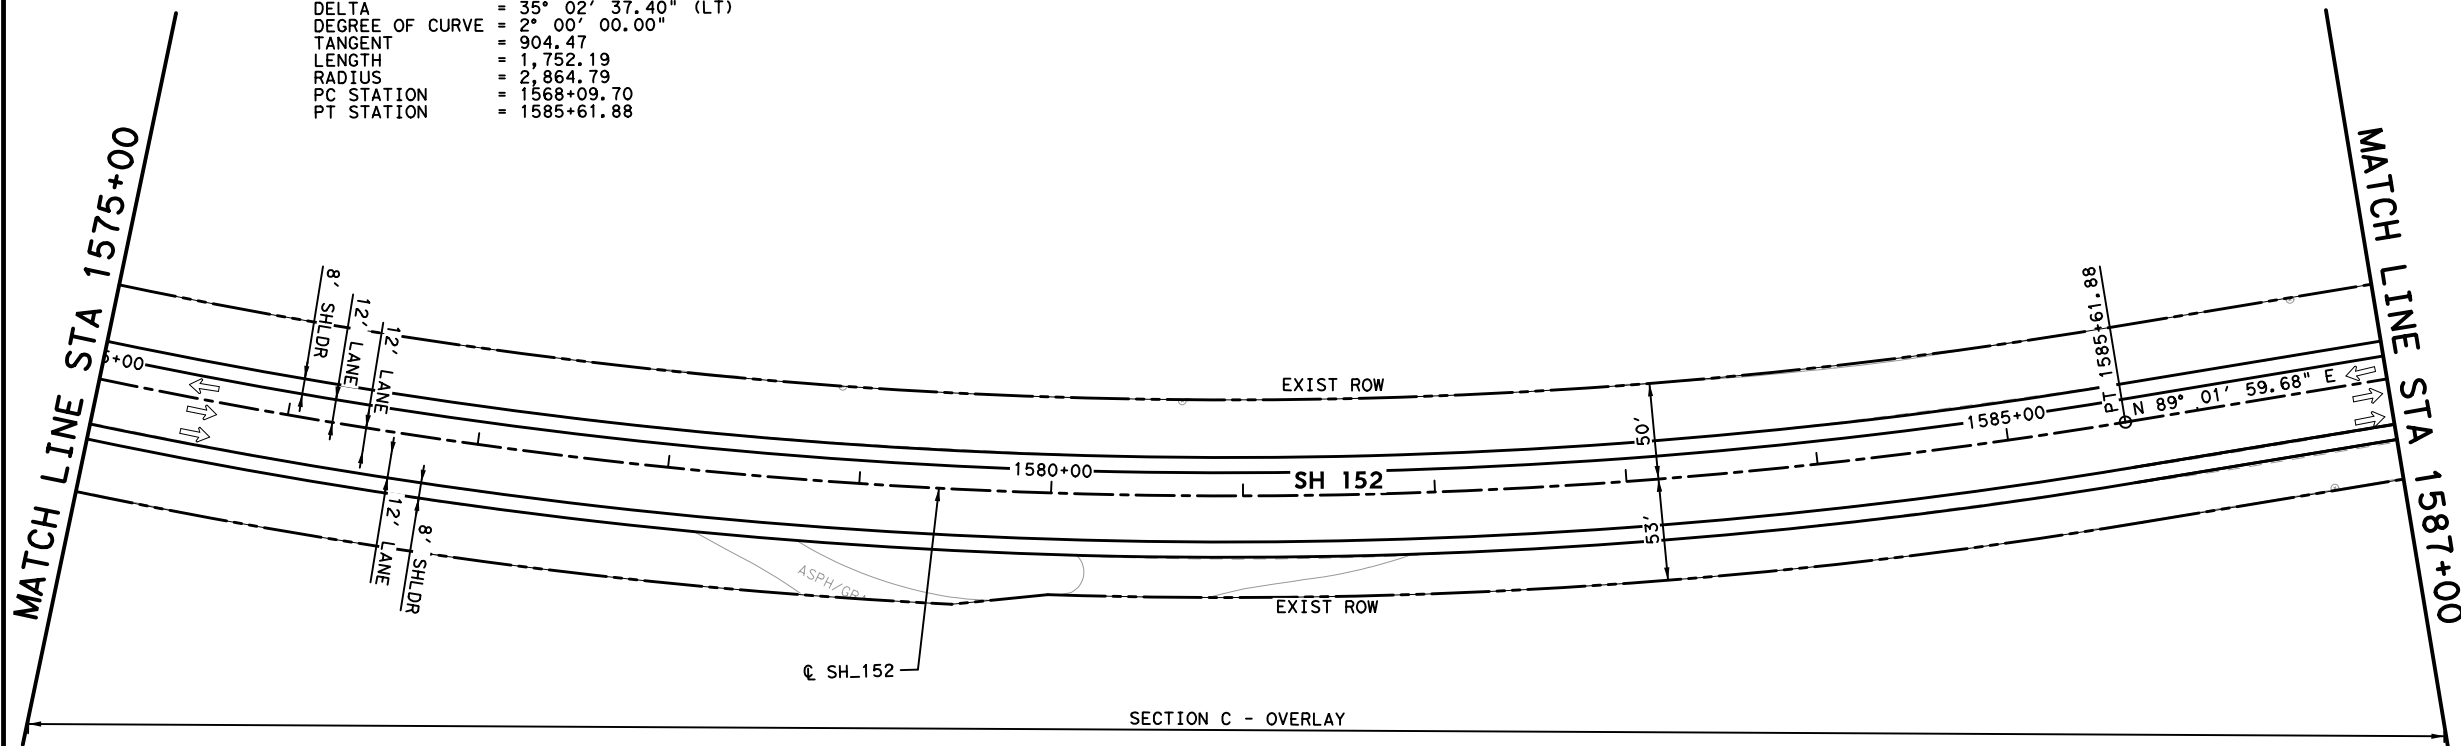 DELTA = 35° 02' 37.40" (LT)
DEGREE OF CURVE = 2° 00' 00.00"
TANGENT = 904.47
LENGTH = 1,752.19
RADIUS = 2,864.79
PC STATION = 1568+09.70
PT STATION = 1585+61.88
MATCH LINE STA 1575+00
MATCH LINE STA 1587+00
8' SHLDR
12' LANE
12' LANE
12' LANE
8' SHLDR
5+00
EXIST ROW
1580+00
SH 152
50'
53'
1585+00
PT 1585+61.88
N 89° 01' 59.68" E
ASPH/GRA
EXIST ROW
℄ SH_152
SECTION C - OVERLAY